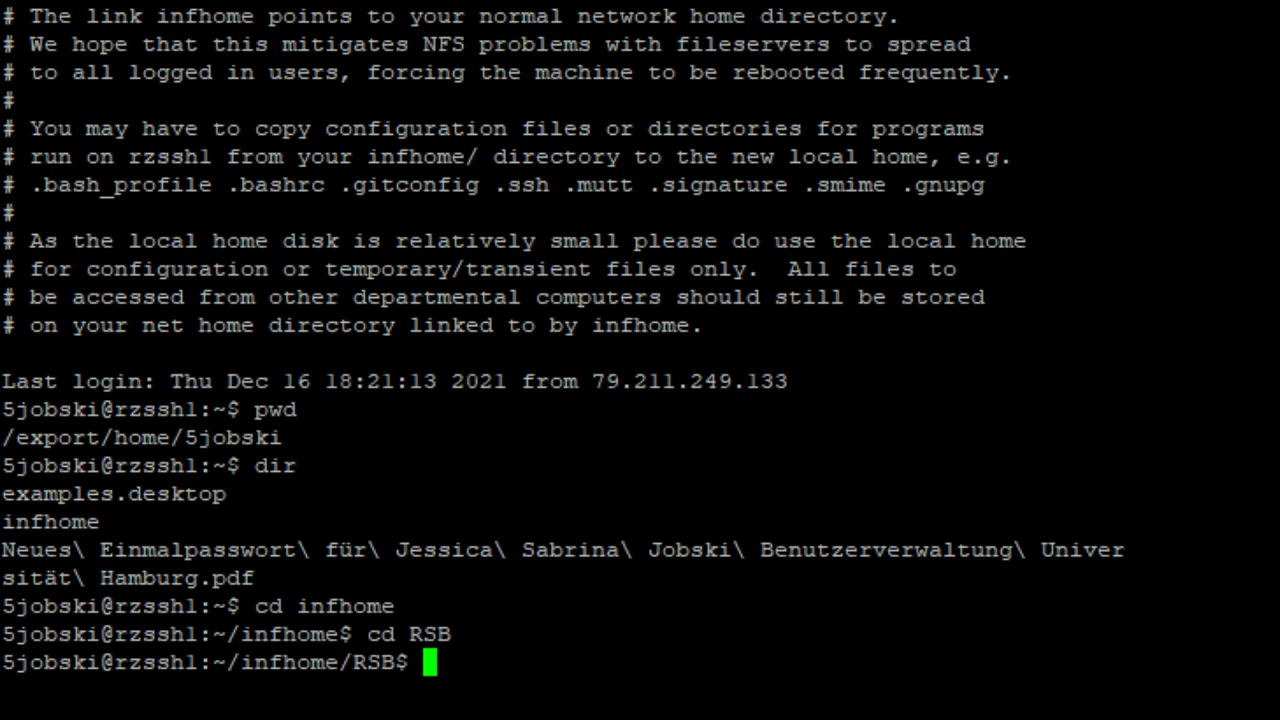 # The link infhome points to your normal network home directory.
# We hope that this mitigates NFS problems with fileservers to spread
# to all logged in users, forcing the machine to be rebooted frequently.
#
# You may have to copy configuration files or directories for programs
# run on rzssh1 from your infhome/ directory to the new local home, e.g.
# .bash_profile .bashrc .gitconfig .ssh .mutt .signature .smime .gnupg
#
# As the local home disk is relatively small please do use the local home
# for configuration or temporary/transient files only.  All files to
# be accessed from other departmental computers should still be stored
# on your net home directory linked to by infhome.
Last login: Thu Dec 16 18:21:13 2021 from 79.211.249.133
5jobski@rzssh1:~$ pwd
/export/home/5jobski
5jobski@rzssh1:~$ dir
examples.desktop
infhome
Neues\ Einmalpasswort\ für\ Jessica\ Sabrina\ Jobski\ Benutzerverwaltung\ Univer
sität\ Hamburg.pdf
5jobski@rzssh1:~$ cd infhome
5jobski@rzssh1:~/infhome$ cd RSB
5jobski@rzssh1:~/infhome/RSB$